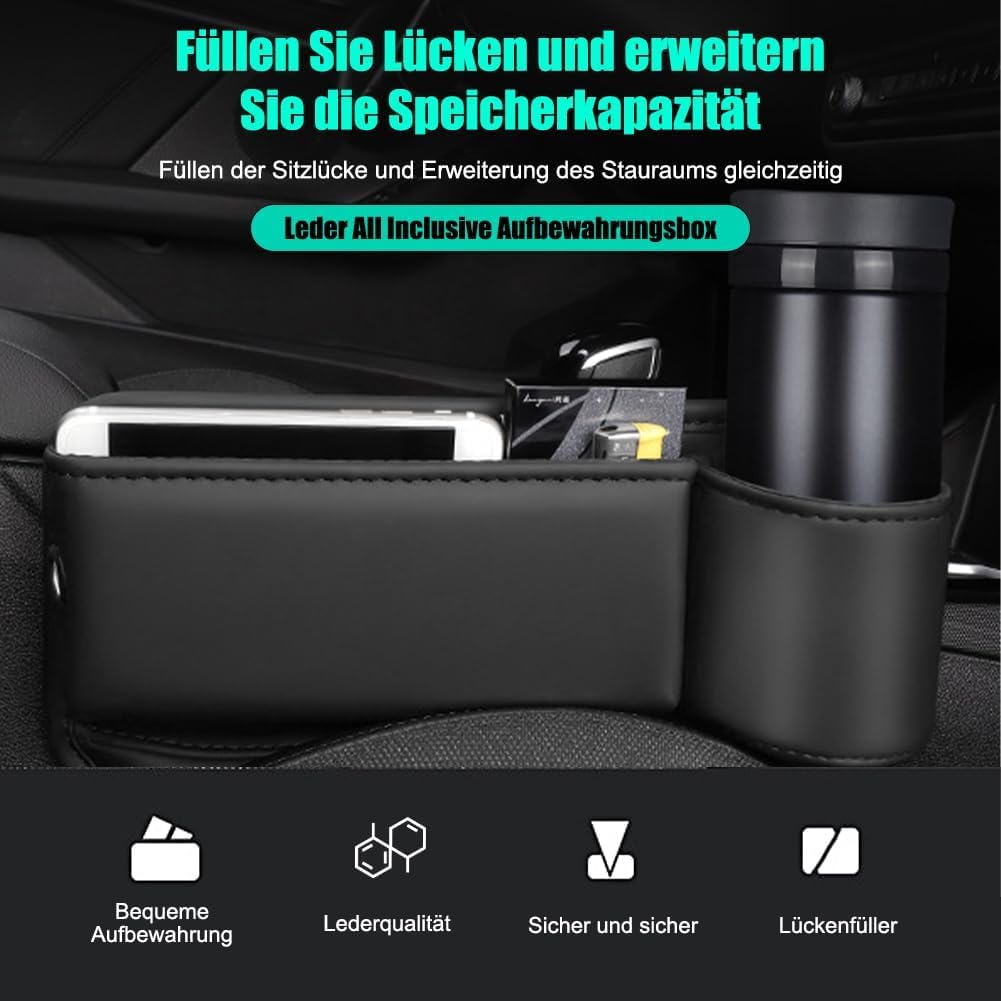 Füllen Sie Lücken und erweitern
Sie die Speicherkapazität
Füllen der Sitzlücke und Erweiterung des Stauraums gleichzeitig
Leder All Inclusive Aufbewahrungsbox
Bequeme
Aufbewahrung
Lederqualität
Sicher und sicher
Lückenfüller